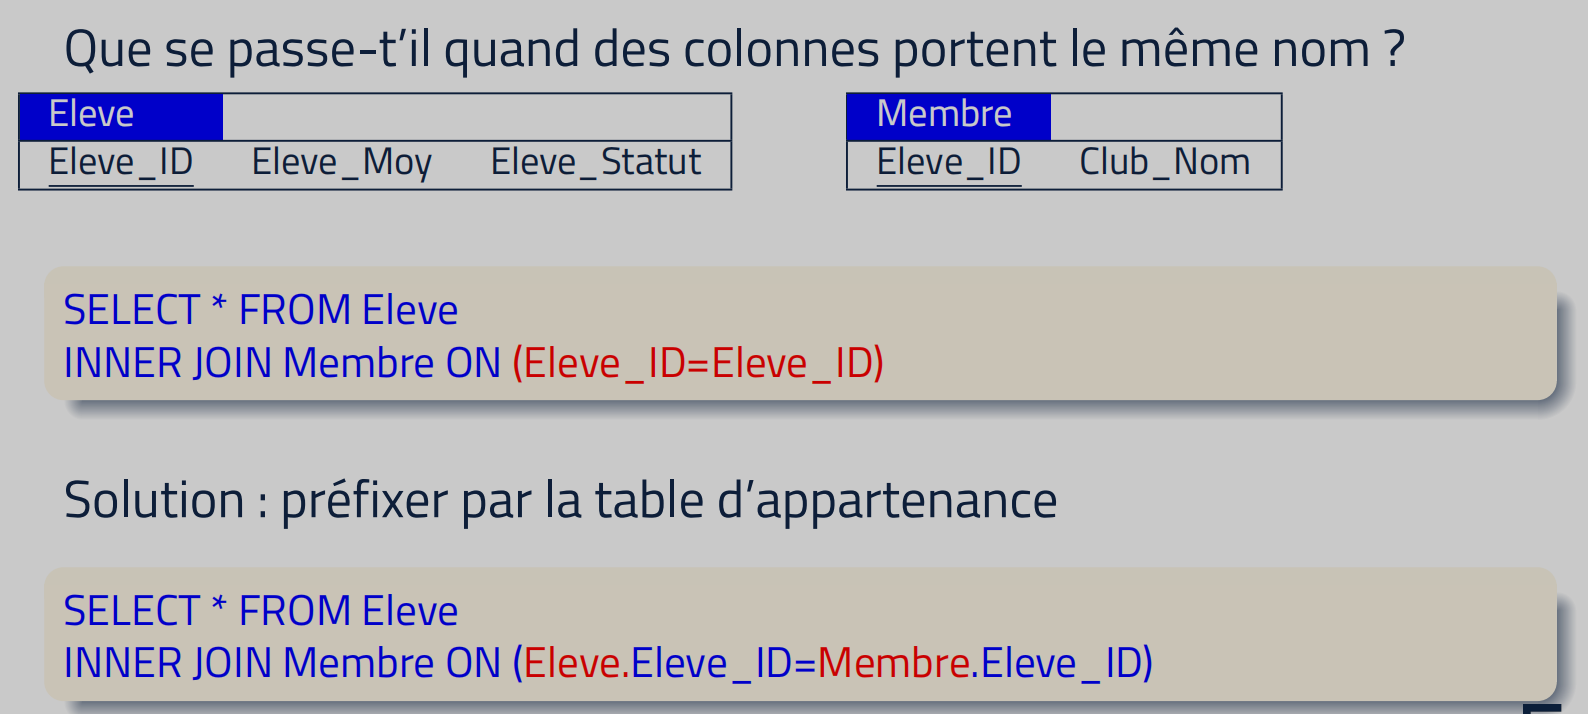 Que se passe-t’il quand des colonnes portent le même nom ?
Eleve
Eleve_ID Eleve_Moy Eleve_Statut
Membre
Eleve_ID Club_Nom
SELECT * FROM Eleve
INNER JOIN Membre ON (Eleve_ID=Eleve_ID)
Solution : préfixer par la table d’appartenance
SELECT * FROM Eleve
INNER JOIN Membre ON (Eleve.Eleve_ID=Membre.Eleve_ID)